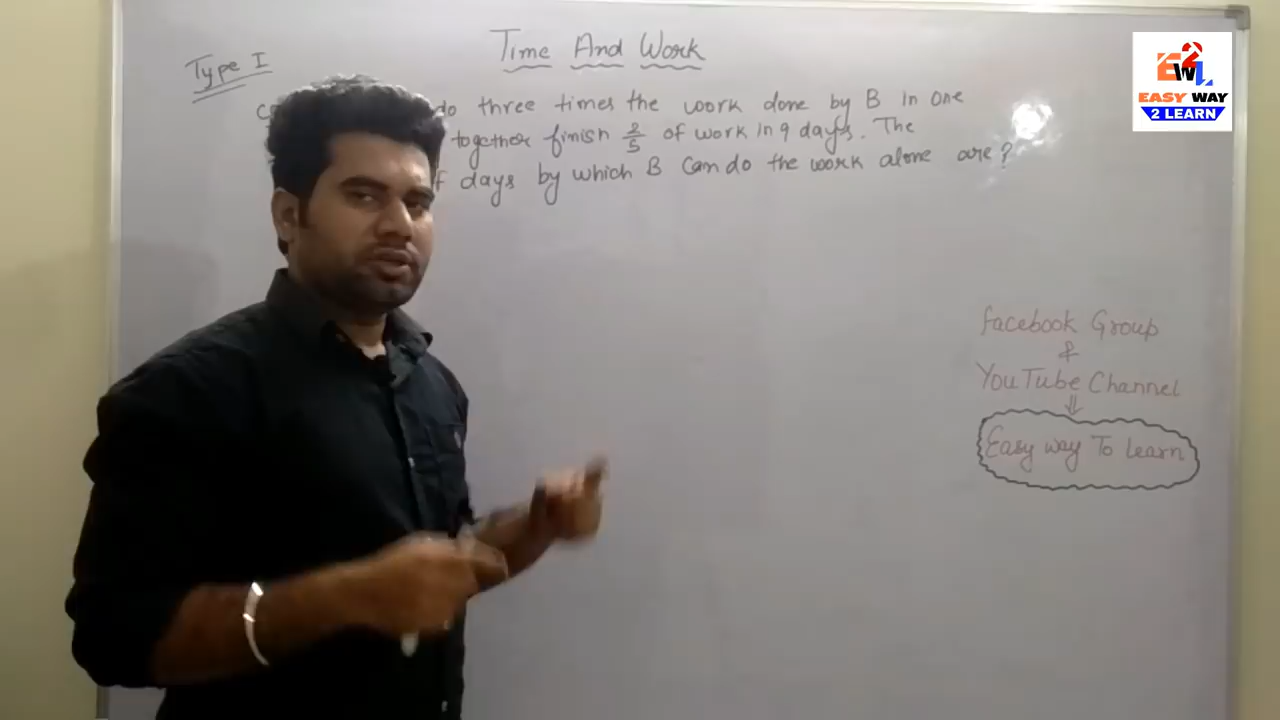 Time And Work
Type I
do three times the work done by B in one
together finish 2/5 of work in 9 days. The
days by which B can do the work alone are?
Facebook Group
&
YouTube Channel
⇓
Easy way To Learn
E2WL
EASY WAY
2 LEARN